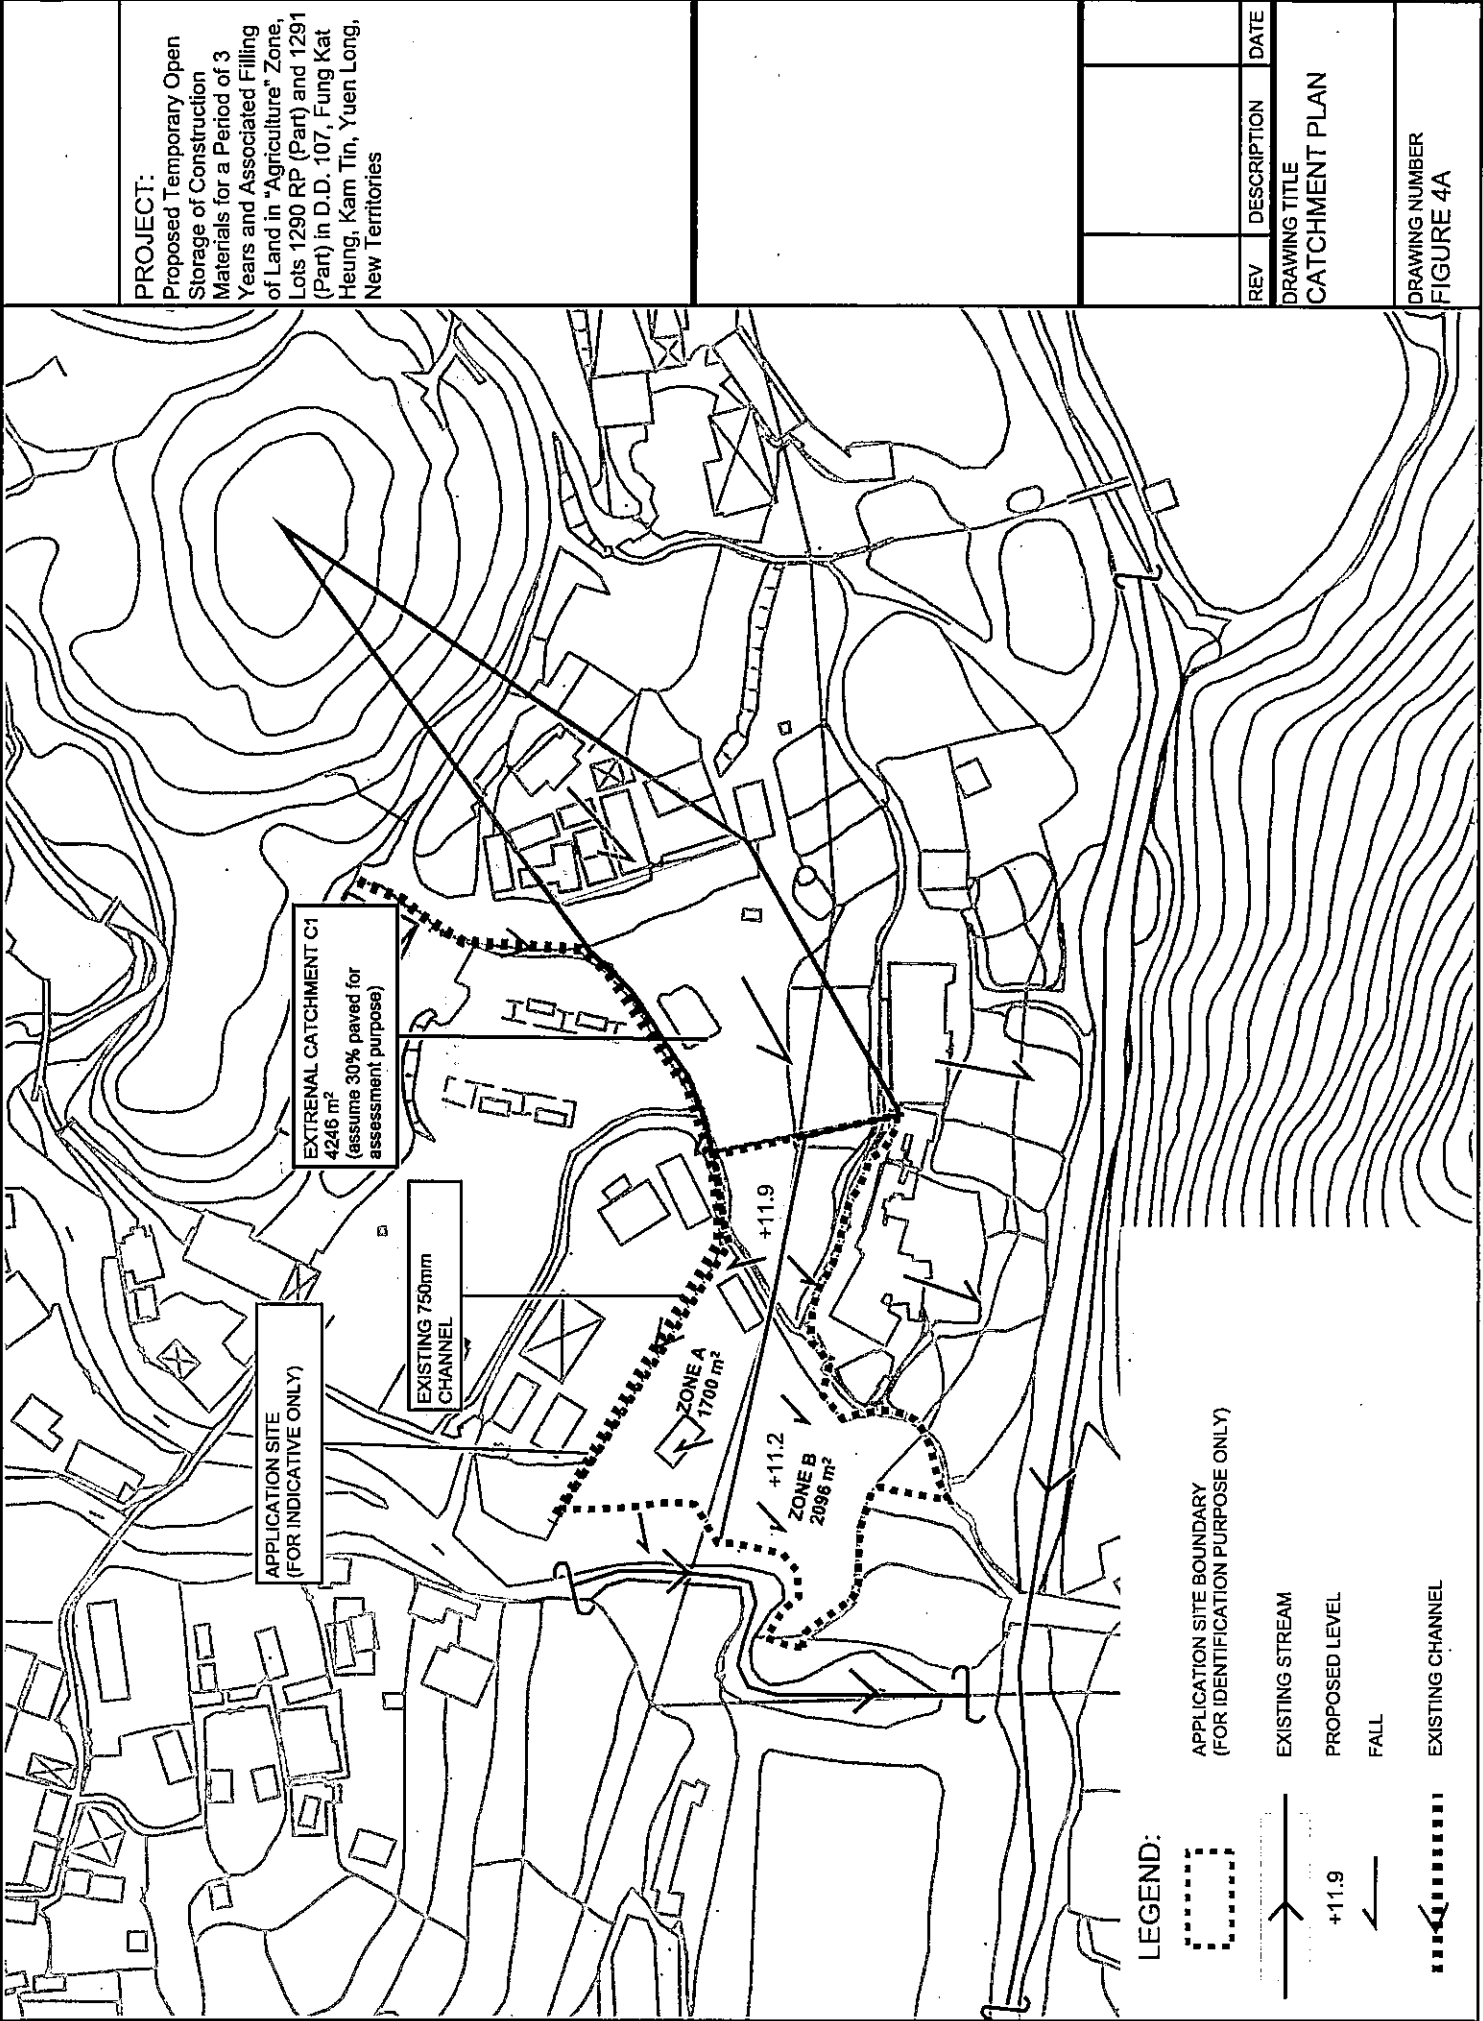 PROJECT:
Proposed Temporary Open
Storage of Construction
Materials for a Period of 3
Years and Associated Filling
of Land in "Agriculture" Zone,
Lots 1290 RP (Part) and 1291
(Part) in D.D. 107, Fung Kat
Heung, Kam Tin, Yuen Long,
New Territories
REV DESCRIPTION DATE
DRAWING TITLE
CATCHMENT PLAN
DRAWING NUMBER
FIGURE 4A
EXTRENAL CATCHMENT C1
4246 m²
(assume 30% paved for
assessment purpose)
EXISTING 750mm
CHANNEL
APPLICATION SITE
(FOR INDICATIVE ONLY)
+11.9
ZONE A
1700 m²
+11.2
ZONE B
2096 m²
LEGEND:
APPLICATION SITE BOUNDARY
(FOR IDENTIFICATION PURPOSE ONLY)
EXISTING STREAM
+11.9 PROPOSED LEVEL
FALL
EXISTING CHANNEL